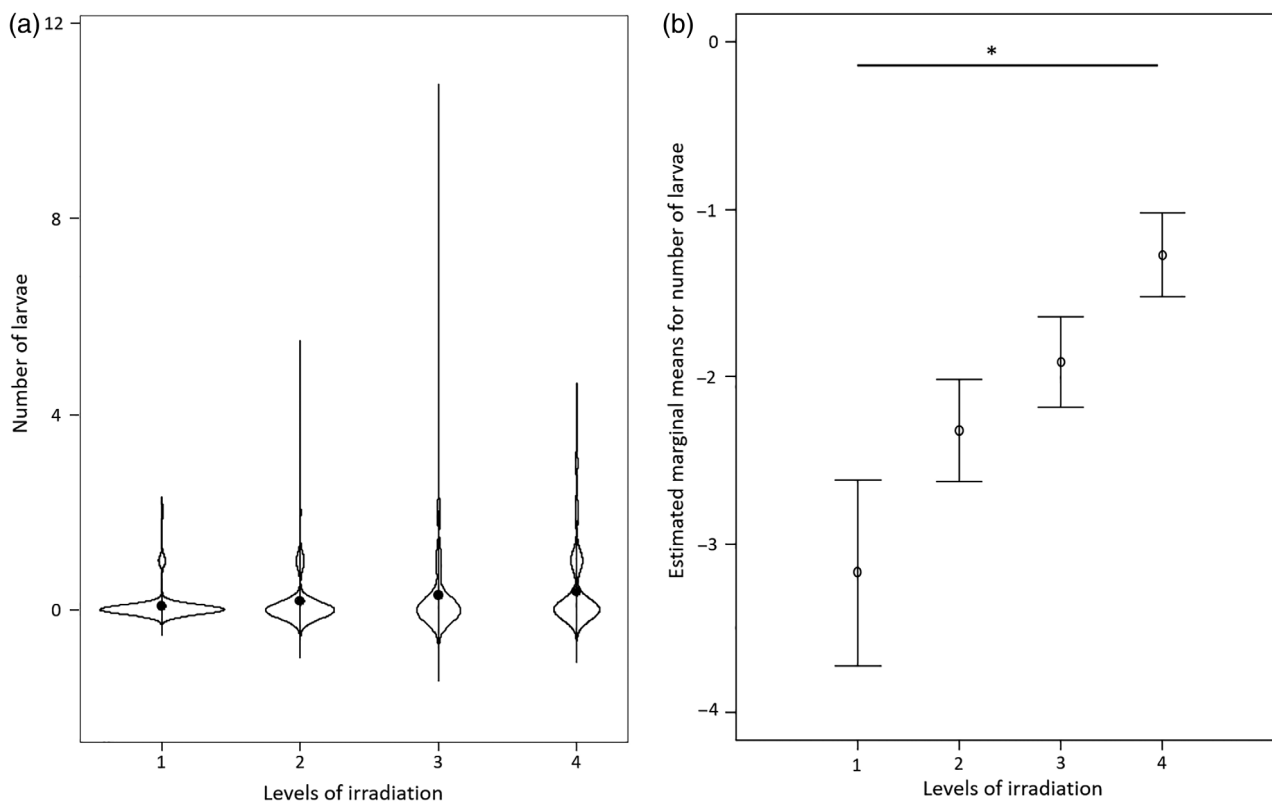 (a)
12
8
4
0
Number of larvae
1 2 3 4
Levels of irradiation
(b)
*
0
−1
−2
−3
−4
Estimated marginal means for number of larvae
1 2 3 4
Levels of irradiation